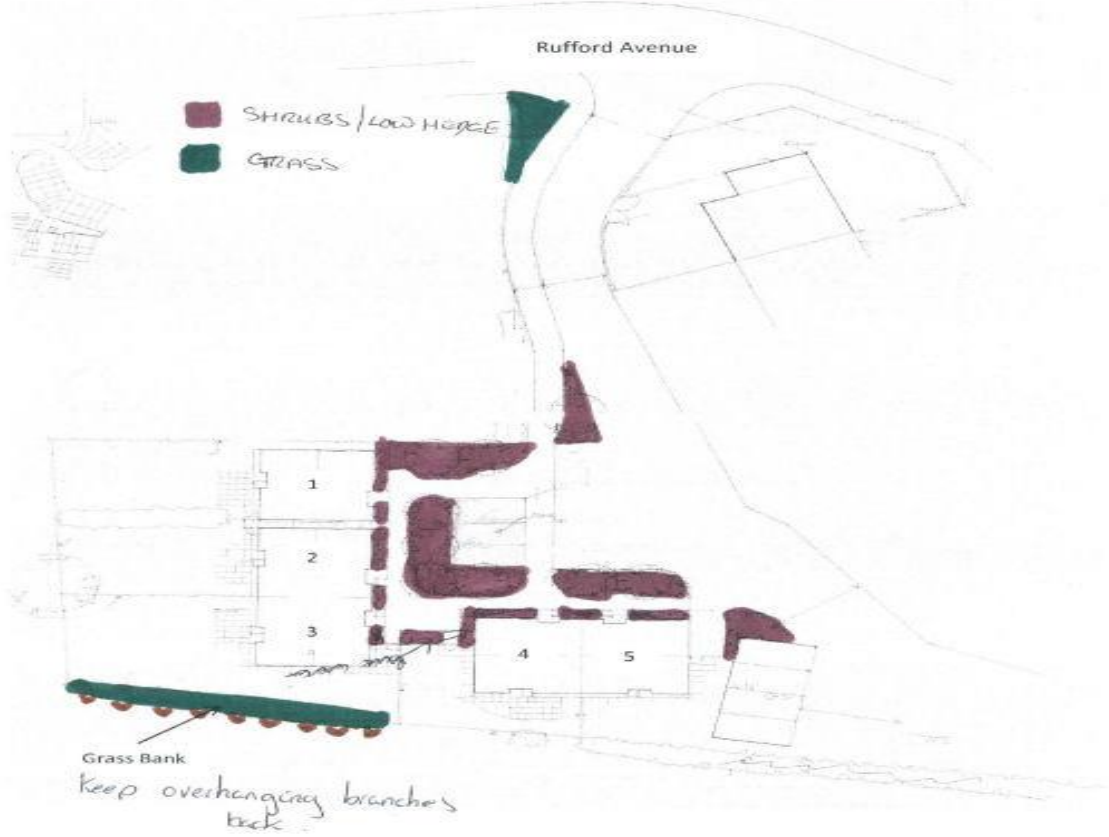 Rufford Avenue
SHRUBS/LOW HEDGE
GRASS
1
2
3
4
5
Grass Bank
Keep overhanging branches
back.